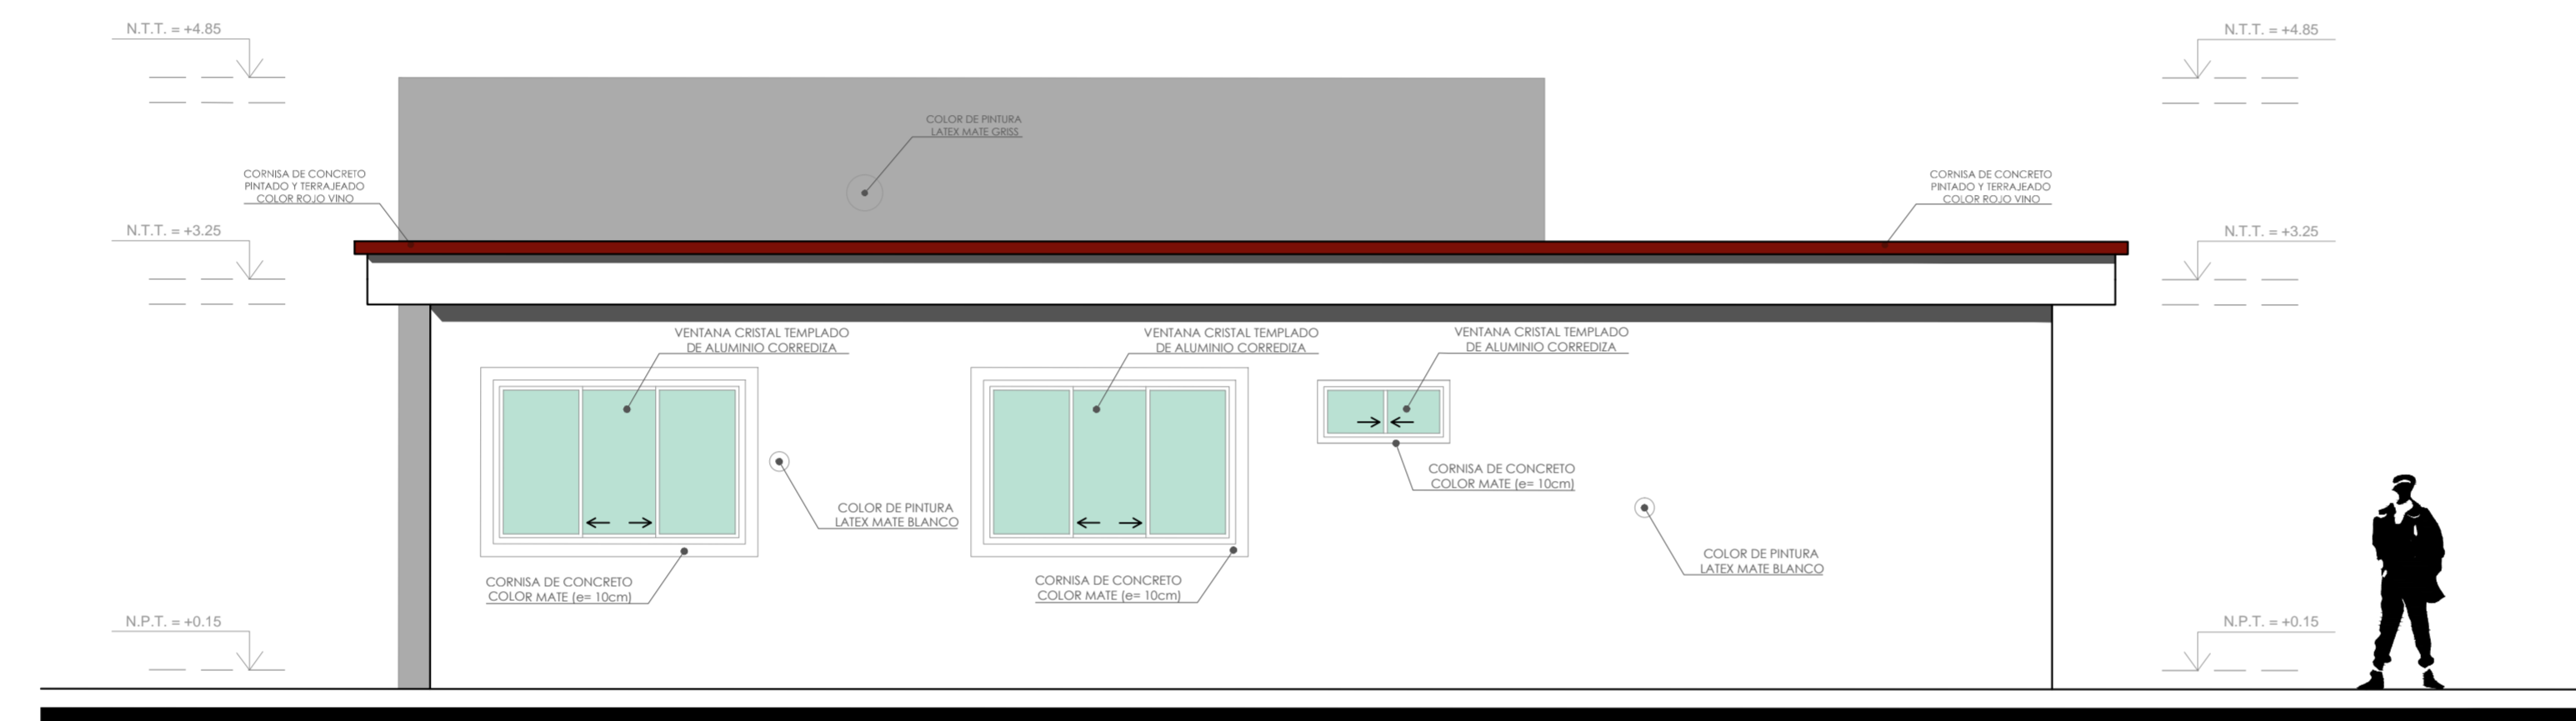 N.T.T. = +4.85
N.T.T. = +4.85
COLOR DE PINTURA
LATEX MATE GRISS
CORNISA DE CONCRETO
PINTADO Y TERRAJEADO
COLOR ROJO VINO
CORNISA DE CONCRETO
PINTADO Y TERRAJEADO
COLOR ROJO VINO
N.T.T. = +3.25
N.T.T. = +3.25
VENTANA CRISTAL TEMPLADO
DE ALUMINIO CORREDIZA
VENTANA CRISTAL TEMPLADO
DE ALUMINIO CORREDIZA
VENTANA CRISTAL TEMPLADO
DE ALUMINIO CORREDIZA
CORNISA DE CONCRETO
COLOR MATE (e= 10cm)
COLOR DE PINTURA
LATEX MATE BLANCO
COLOR DE PINTURA
LATEX MATE BLANCO
CORNISA DE CONCRETO
COLOR MATE (e= 10cm)
CORNISA DE CONCRETO
COLOR MATE (e= 10cm)
N.P.T. = +0.15
N.P.T. = +0.15